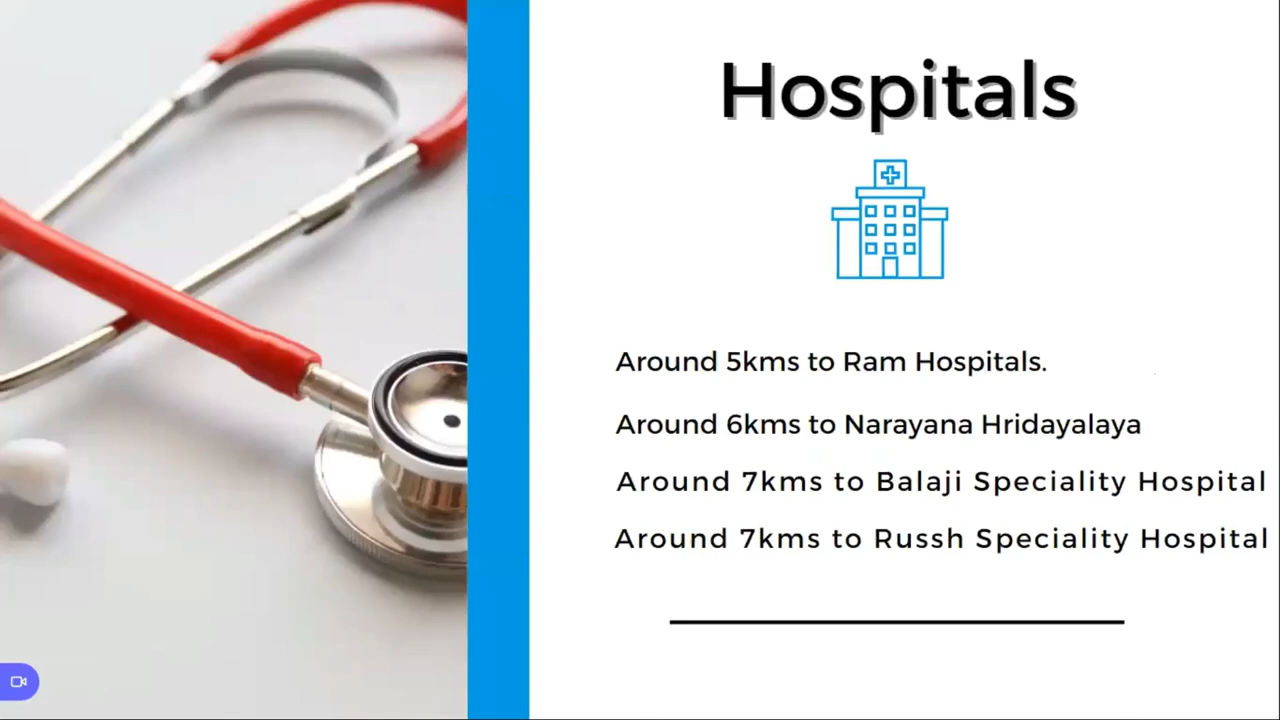 Hospitals
Around 5kms to Ram Hospitals.
Around 6kms to Narayana Hridayalaya
Around 7kms to Balaji Speciality Hospital
Around 7kms to Russh Speciality Hospital